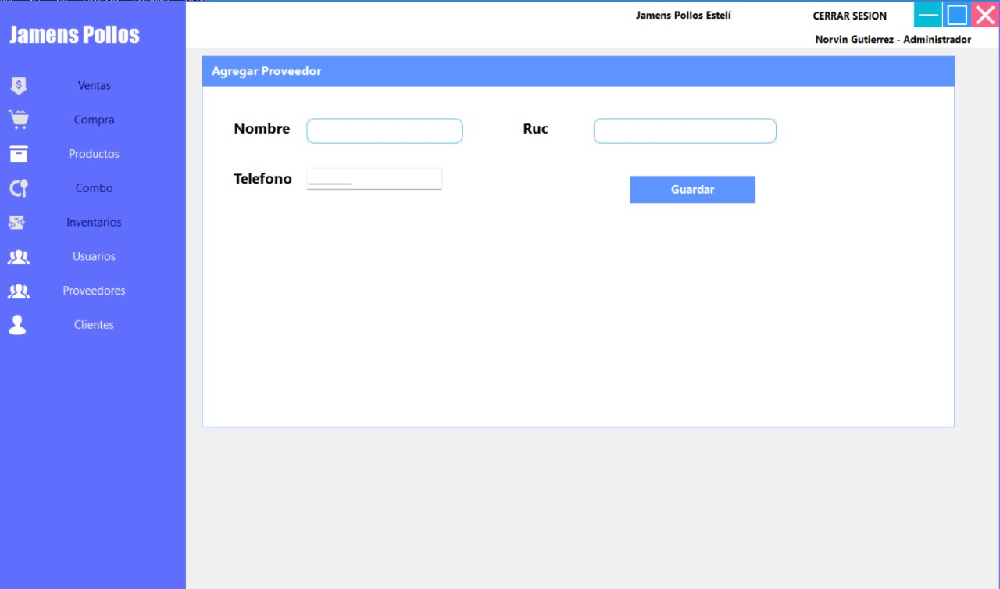 Jamens Pollos Estelí
CERRAR SESION
Norvin Gutierrez - Administrador
Jamens Pollos
Ventas
Compra
Productos
Combo
Inventarios
Usuarios
Proveedores
Clientes
Agregar Proveedor
Nombre
Ruc
Telefono
________
Guardar